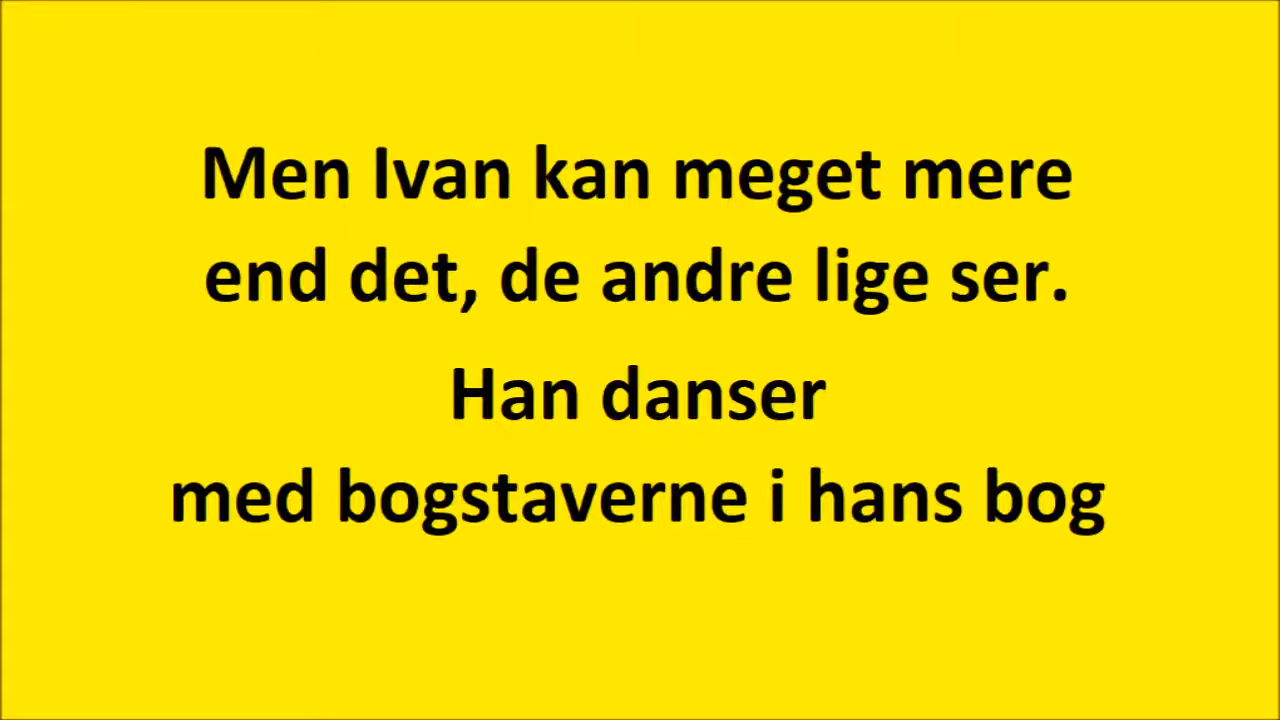 Men Ivan kan meget mere
end det, de andre lige ser.
Han danser
med bogstaverne i hans bog